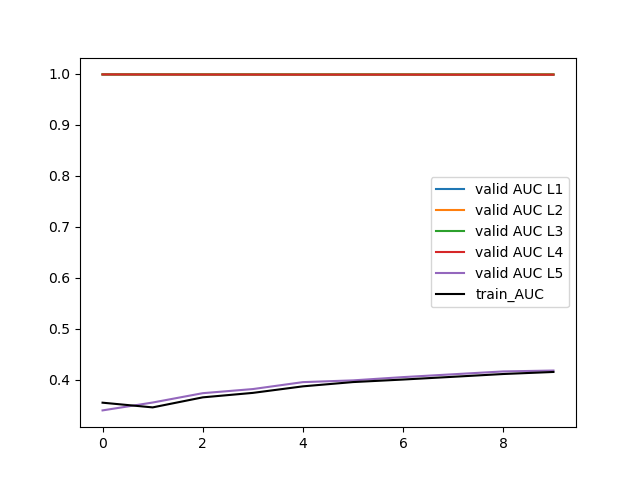 1.0
0.9
0.8
0.7
0.6
0.5
0.4
valid AUC L1
valid AUC L2
valid AUC L3
valid AUC L4
valid AUC L5
train_AUC
0 2 4 6 8